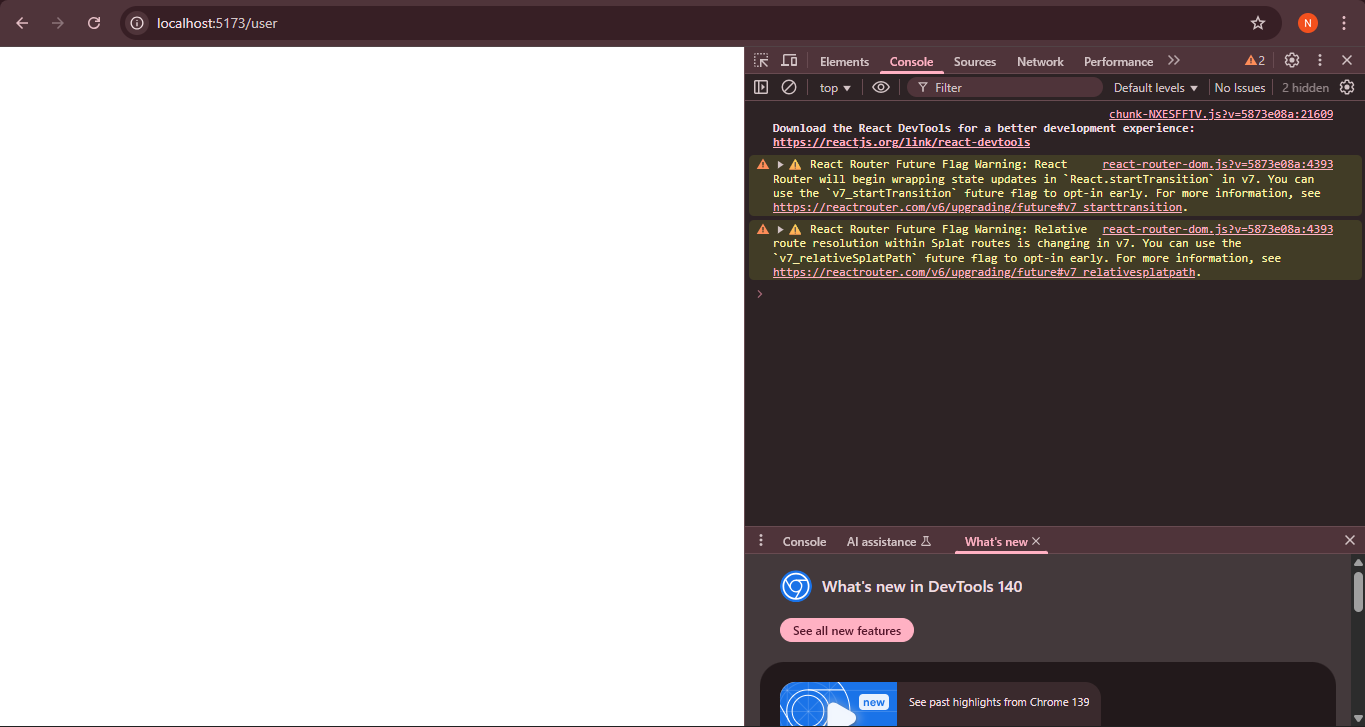 localhost:5173/user
N
Elements
Console
Sources
Network
Performance
2
top
Filter
Default levels
No Issues
2 hidden
chunk-NXESFFTV.js?v=5873e08a:21609
Download the React DevTools for a better development experience:
https://reactjs.org/link/react-devtools
React Router Future Flag Warning: React react-router-dom.js?v=5873e08a:4393
Router will begin wrapping state updates in `React.startTransition` in v7. You can
use the `v7_startTransition` future flag to opt-in early. For more information, see
https://reactrouter.com/v6/upgrading/future#v7_starttransition.
React Router Future Flag Warning: Relative react-router-dom.js?v=5873e08a:4393
route resolution within Splat routes is changing in v7. You can use the
`v7_relativeSplatPath` future flag to opt-in early. For more information, see
https://reactrouter.com/v6/upgrading/future#v7_relativesplatpath.
Console
AI assistance
What's new
What's new in DevTools 140
See all new features
new
See past highlights from Chrome 139